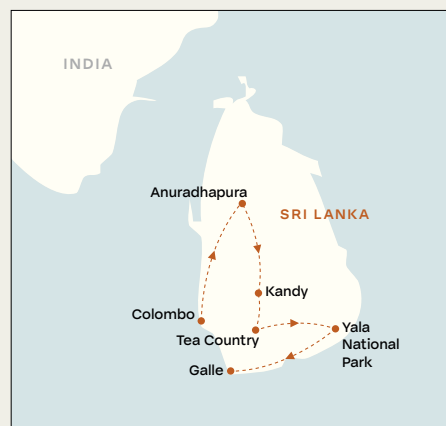 INDIA
Anuradhapura
SRI LANKA
Kandy
Colombo
Tea Country
Yala
National
Park
Galle